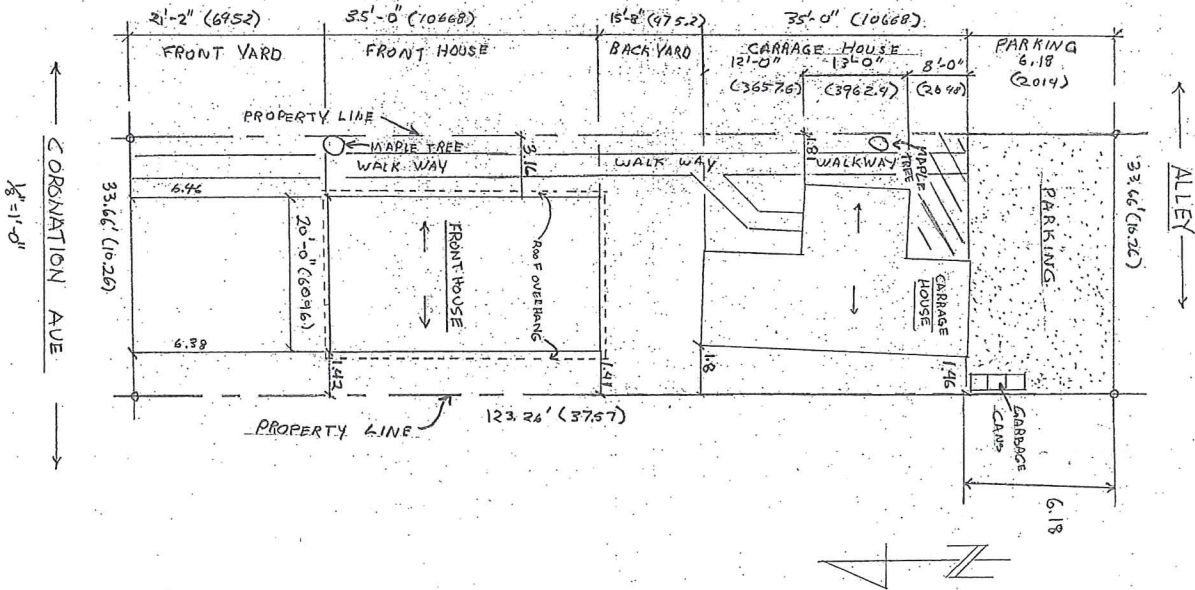 21'-2" (6952)
35'-0" (10668)
15'-8" (4752)
35'-0" (10668)
FRONT YARD
FRONT HOUSE
BACK YARD
CARRAGE HOUSE
PARKING
6.18
(2014)
12'-0"
(3657.6)
13'-0"
(3962.4)
8'-0"
(2648)
PROPERTY LINE
MAPLE TREE
WALK WAY
3.16
WALK WAY
1.81
WALKWAY
MAPLE TREE
PARKING
ALLEY
33.66' (10.26)
CORONATION AVE
1/8" = 1'-0"
33.66' (10.26)
6.46
20'-0" (6096)
6.38
FRONT HOUSE
ROOF OVERHANG
CARRAGE
HOUSE
1.42
1.41
1.8
1.46
GARBAGE
CANS
PROPERTY LINE
123.26' (37.57)
6.18
N